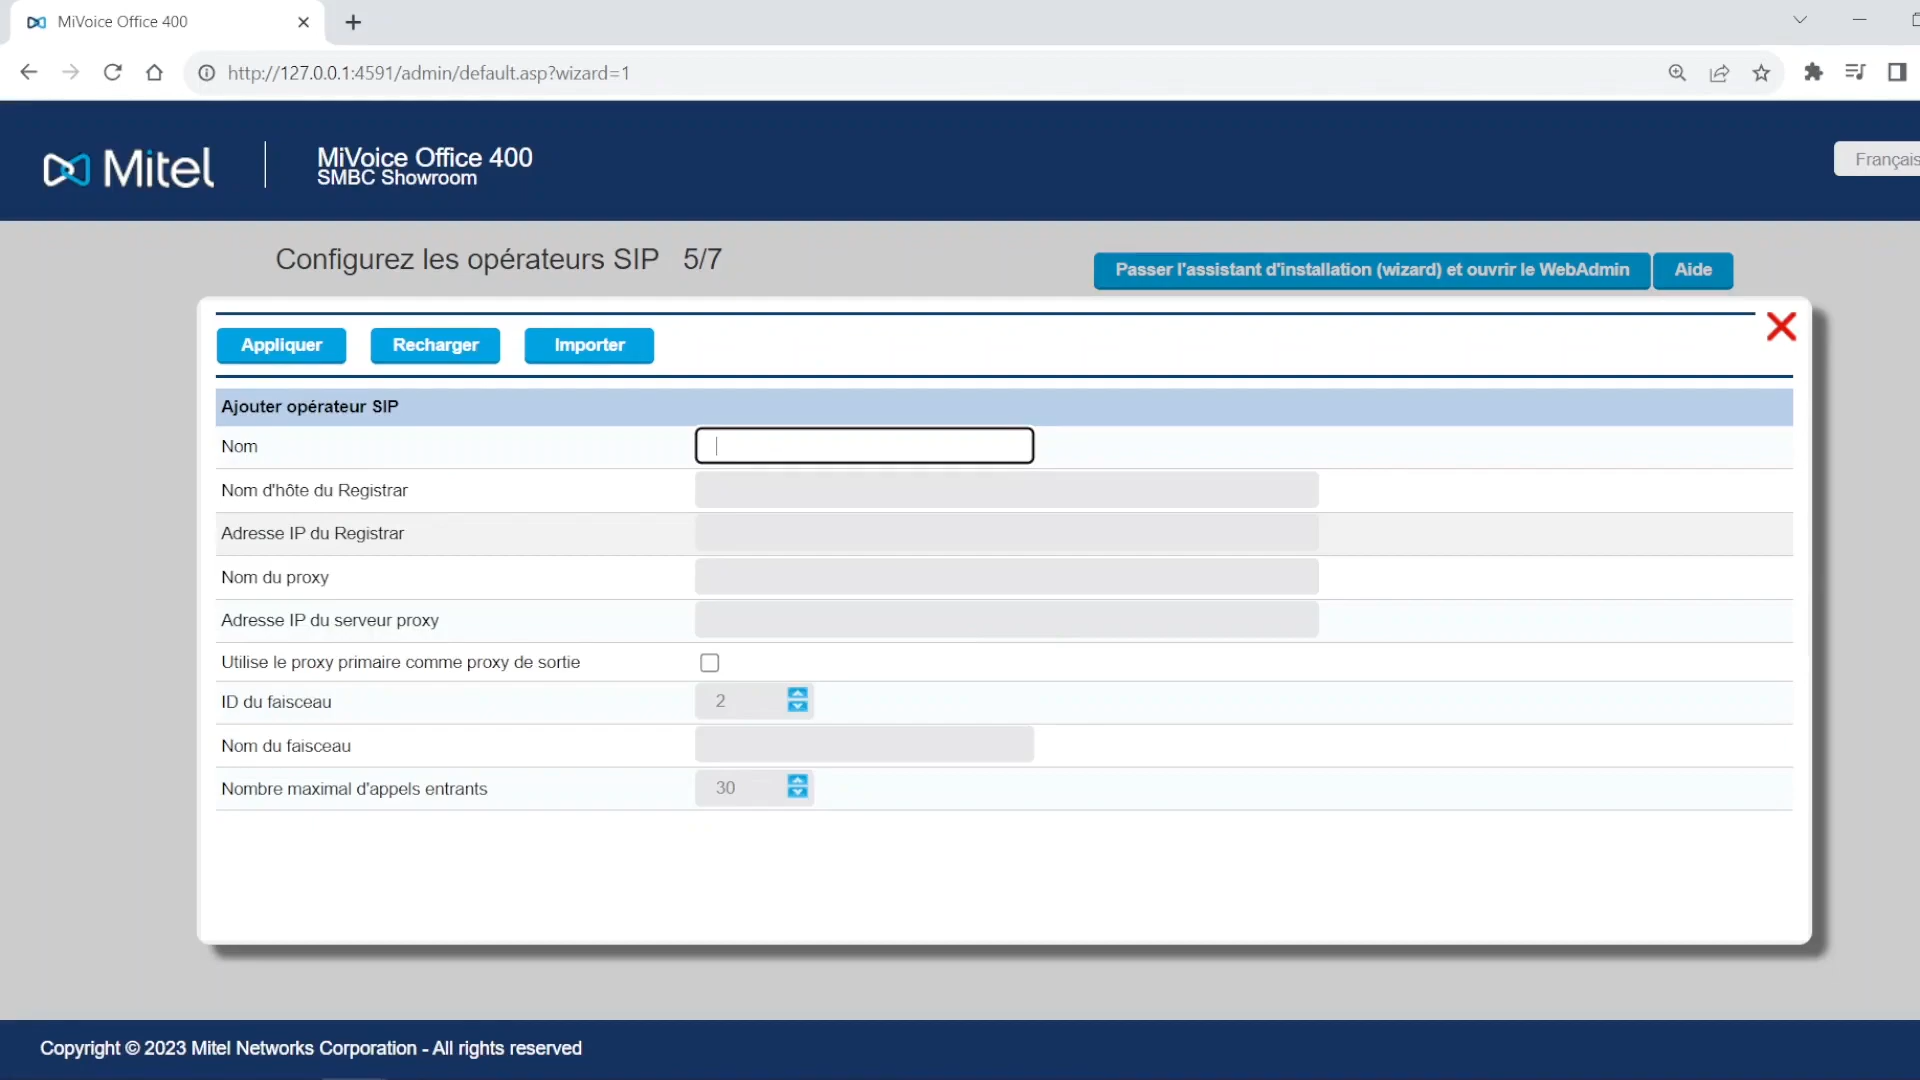 MiVoice Office 400
http://127.0.0.1:4591/admin/default.asp?wizard=1
Mitel
MiVoice Office 400
SMBC Showroom
Français
Configurez les opérateurs SIP 5/7
Passer l'assistant d'installation (wizard) et ouvrir le WebAdmin
Aide
Appliquer
Recharger
Importer
Ajouter opérateur SIP
Nom
Nom d'hôte du Registrar
Adresse IP du Registrar
Nom du proxy
Adresse IP du serveur proxy
Utilise le proxy primaire comme proxy de sortie
ID du faisceau
2
Nom du faisceau
Nombre maximal d'appels entrants
30
Copyright © 2023 Mitel Networks Corporation - All rights reserved